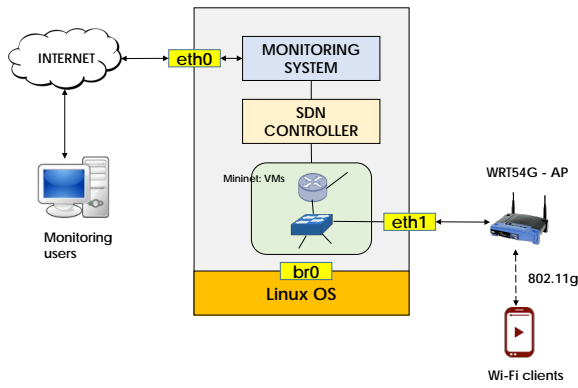 INTERNET
eth0
MONITORING
SYSTEM
SDN
CONTROLLER
Mininet: VMs
WRT54G - AP
eth1
Monitoring
users
br0
Linux OS
802.11g
Wi-Fi clients